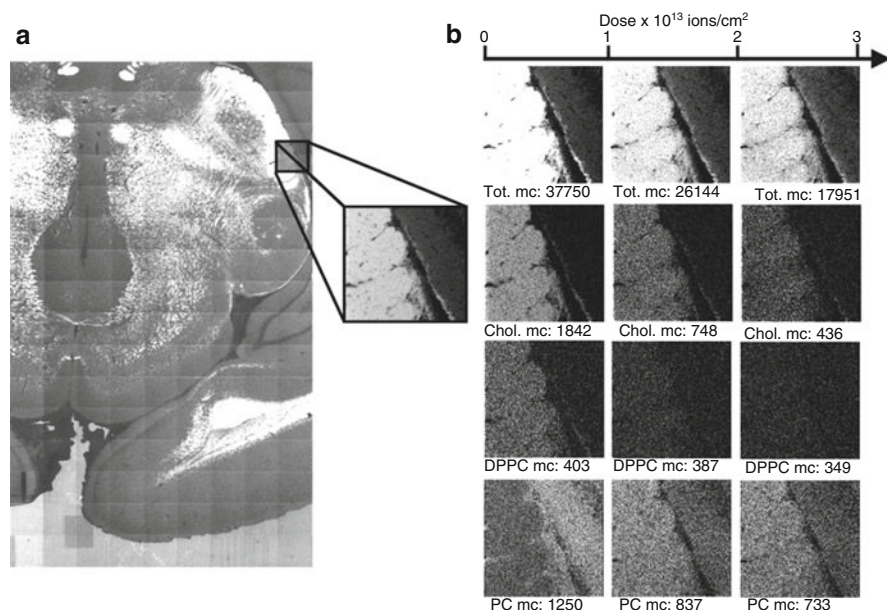 a
b
Dose x 10¹³ ions/cm²
0 1 2 3
Tot. mc: 37750 Tot. mc: 26144 Tot. mc: 17951
Chol. mc: 1842 Chol. mc: 748 Chol. mc: 436
DPPC mc: 403 DPPC mc: 387 DPPC mc: 349
PC mc: 1250 PC mc: 837 PC mc: 733